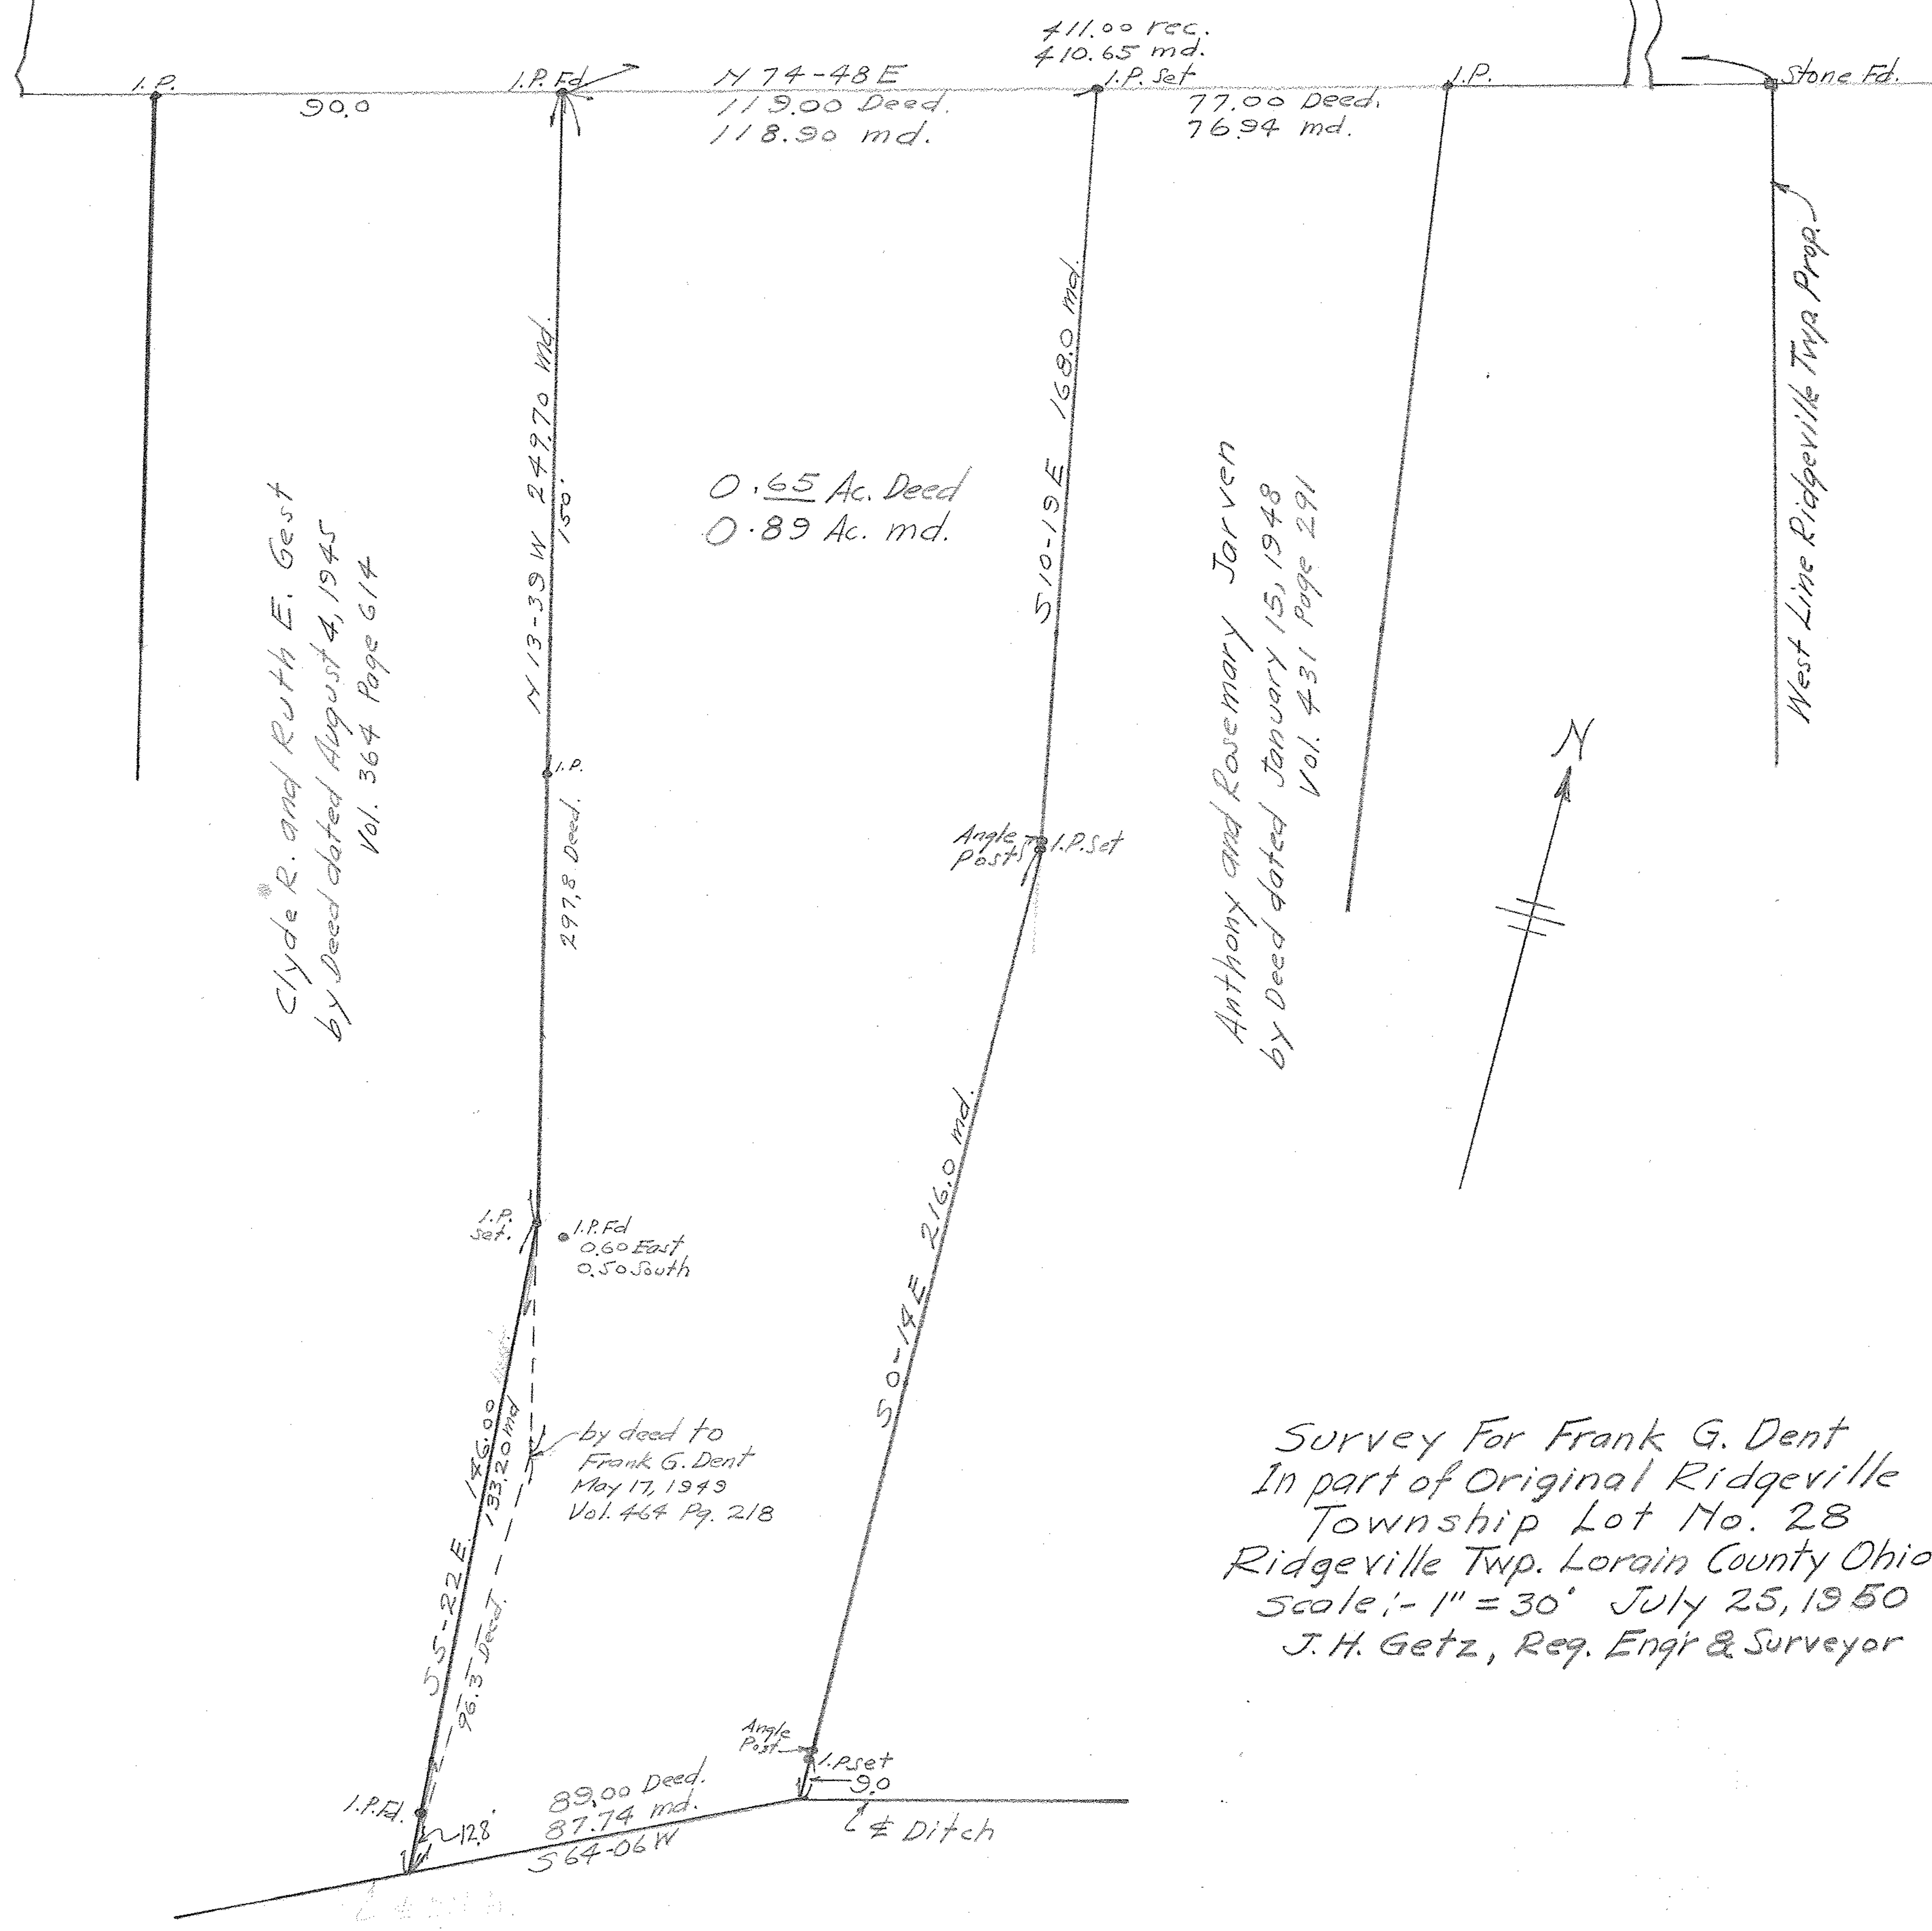 411.00 rec.
410.65 md.
I.P.
I.P. Fd
N 74-48 E
I.P. Set
I.P.
Stone Fd.
90.0
119.00 Deed.
118.90 md.
77.00 Deed.
76.94 md.
West Line Ridgeville Twp. Prop.
N 13-39 W 249.70 md.
150'
S 10-19 E 168.0 md.
0.65 Ac. Deed
0.89 Ac. md.
Clyde R. and Ruth E. Gest
by Deed dated August 4, 1945
Vol. 364 Page 614
Anthony and Rosemary Jarven
by Deed dated January 15, 1948
Vol. 431 Page 291
N
I.P.
297.8 Deed.
Angle
Post
I.P. Set
I.P.
set.
I.P. Fd
0.60 East
0.50 South
S 0-14 E 216.0 md.
S 5-22 E. 146.00
133.20 md
96.3 Deed.
by deed to
Frank G. Dent
May 17, 1949
Vol. 464 Pg. 218
Survey For Frank G. Dent
In part of Original Ridgeville
Township Lot No. 28
Ridgeville Twp. Lorain County Ohio
Scale:- 1" = 30' July 25, 1950
J. H. Getz, Reg. Engr & Surveyor
Angle
Post
I.P. set
9.0
I.P. Fd.
12.8'
89.00 Deed.
87.74 md.
S 64-06 W
℄ Ditch